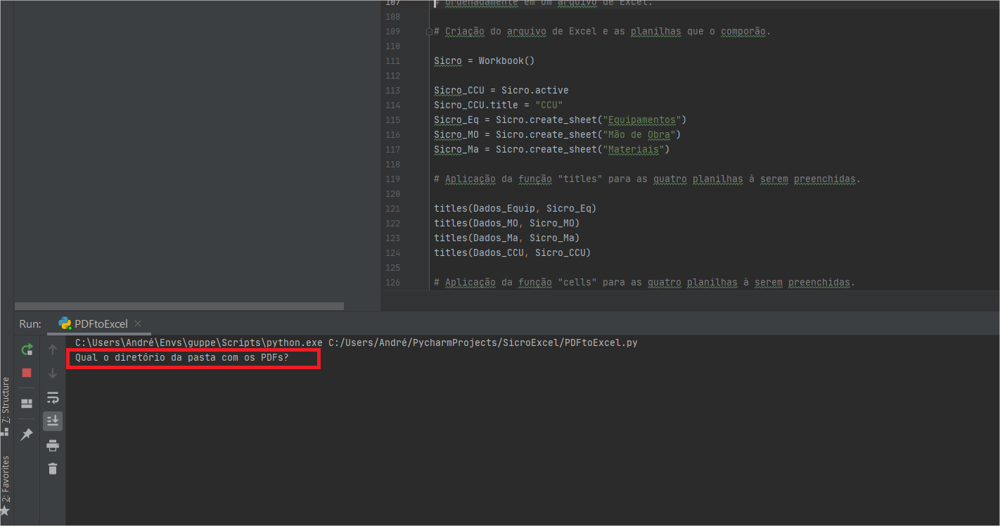 107 # ordenadamente em um arquivo de Excel.
108
109 # Criação do arquivo de Excel e as planilhas que o comporão.
110
111 Sicro = Workbook()
112
113 Sicro_CCU = Sicro.active
114 Sicro_CCU.title = "CCU"
115 Sicro_Eq = Sicro.create_sheet("Equipamentos")
116 Sicro_MO = Sicro.create_sheet("Mão de Obra")
117 Sicro_Ma = Sicro.create_sheet("Materiais")
118
119 # Aplicação da função "titles" para as quatro planilhas à serem preenchidas.
120
121 titles(Dados_Equip, Sicro_Eq)
122 titles(Dados_MO, Sicro_MO)
123 titles(Dados_Ma, Sicro_Ma)
124 titles(Dados_CCU, Sicro_CCU)
125
126 # Aplicação da função "cells" para as quatro planilhas à serem preenchidas.
Run: PDFtoExcel
C:\Users\André\Envs\guppe\Scripts\python.exe C:/Users/André/PycharmProjects/SicroExcel/PDFtoExcel.py
Qual o diretório da pasta com os PDFs?
7: Structure
2: Favorites